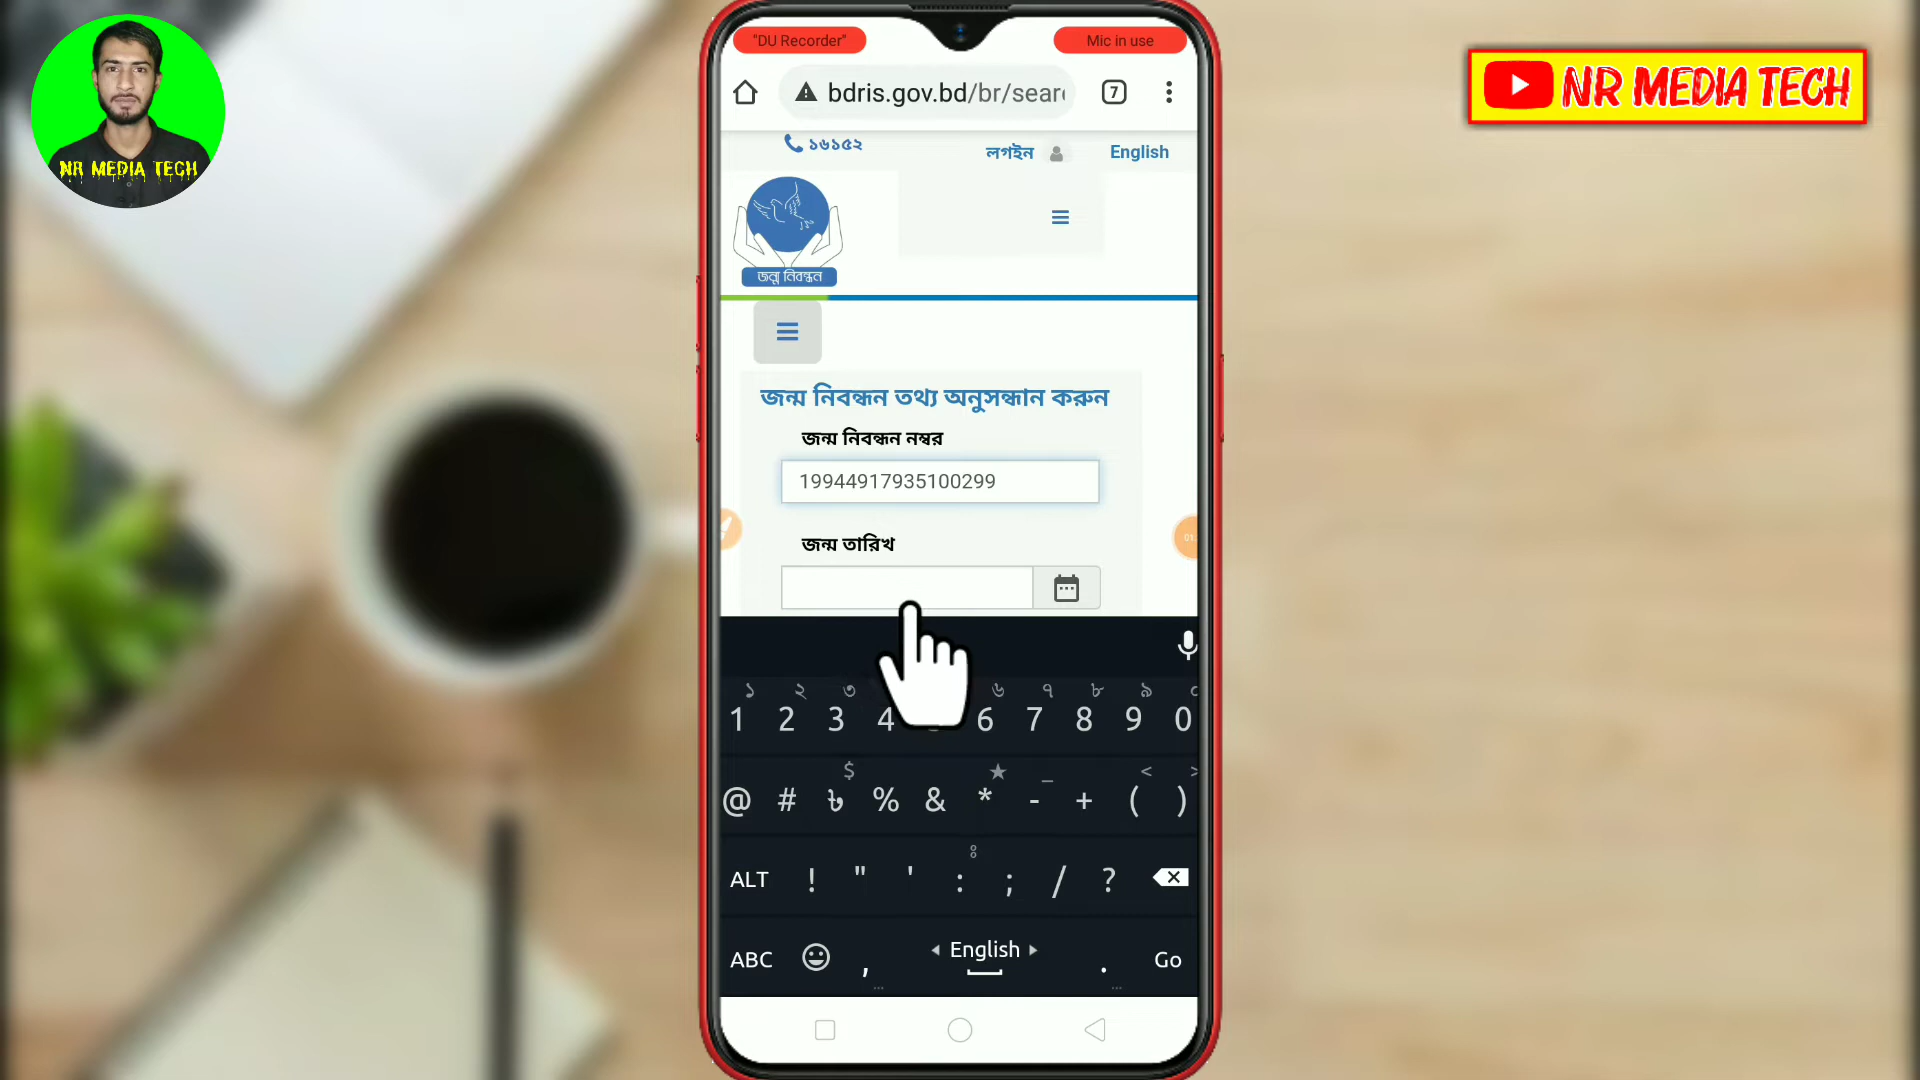 "DU Recorder"
Mic in use
bdris.gov.bd/br/sear
7
NR MEDIA TECH
NR MEDIA TECH
১৬১৫২
লগইন
English
জন্ম নিবন্ধন
জন্ম নিবন্ধন তথ্য অনুসন্ধান করুন
জন্ম নিবন্ধন নম্বর
19944917935100299
জন্ম তারিখ
১ ২ ৩ ৬ ৭ ৮ ৯ ০
1 2 3 4 6 7 8 9 0
$ ★ _ < >
@ # ৳ % & * - + ( )
ALT ! " ' : ; / ?
ABC , English . Go